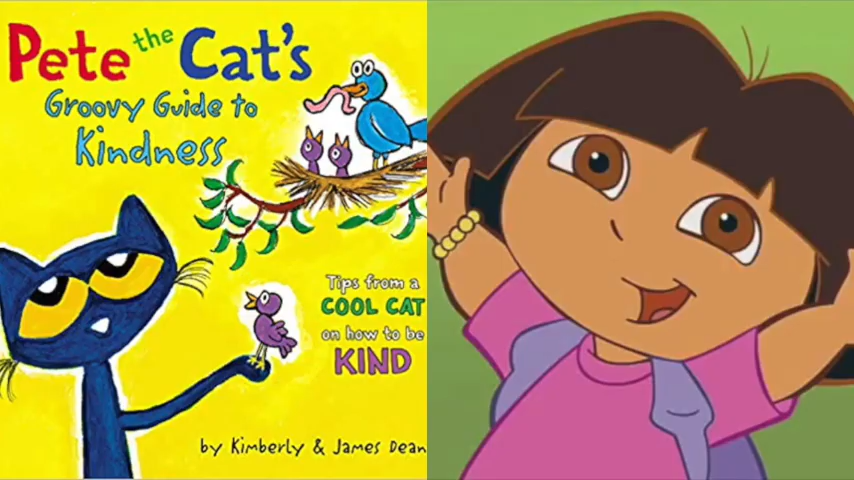 Pete the Cat's
Groovy Guide to
Kindness
Tips from a
COOL CAT
on how to be
KIND
by Kimberly & James Dean